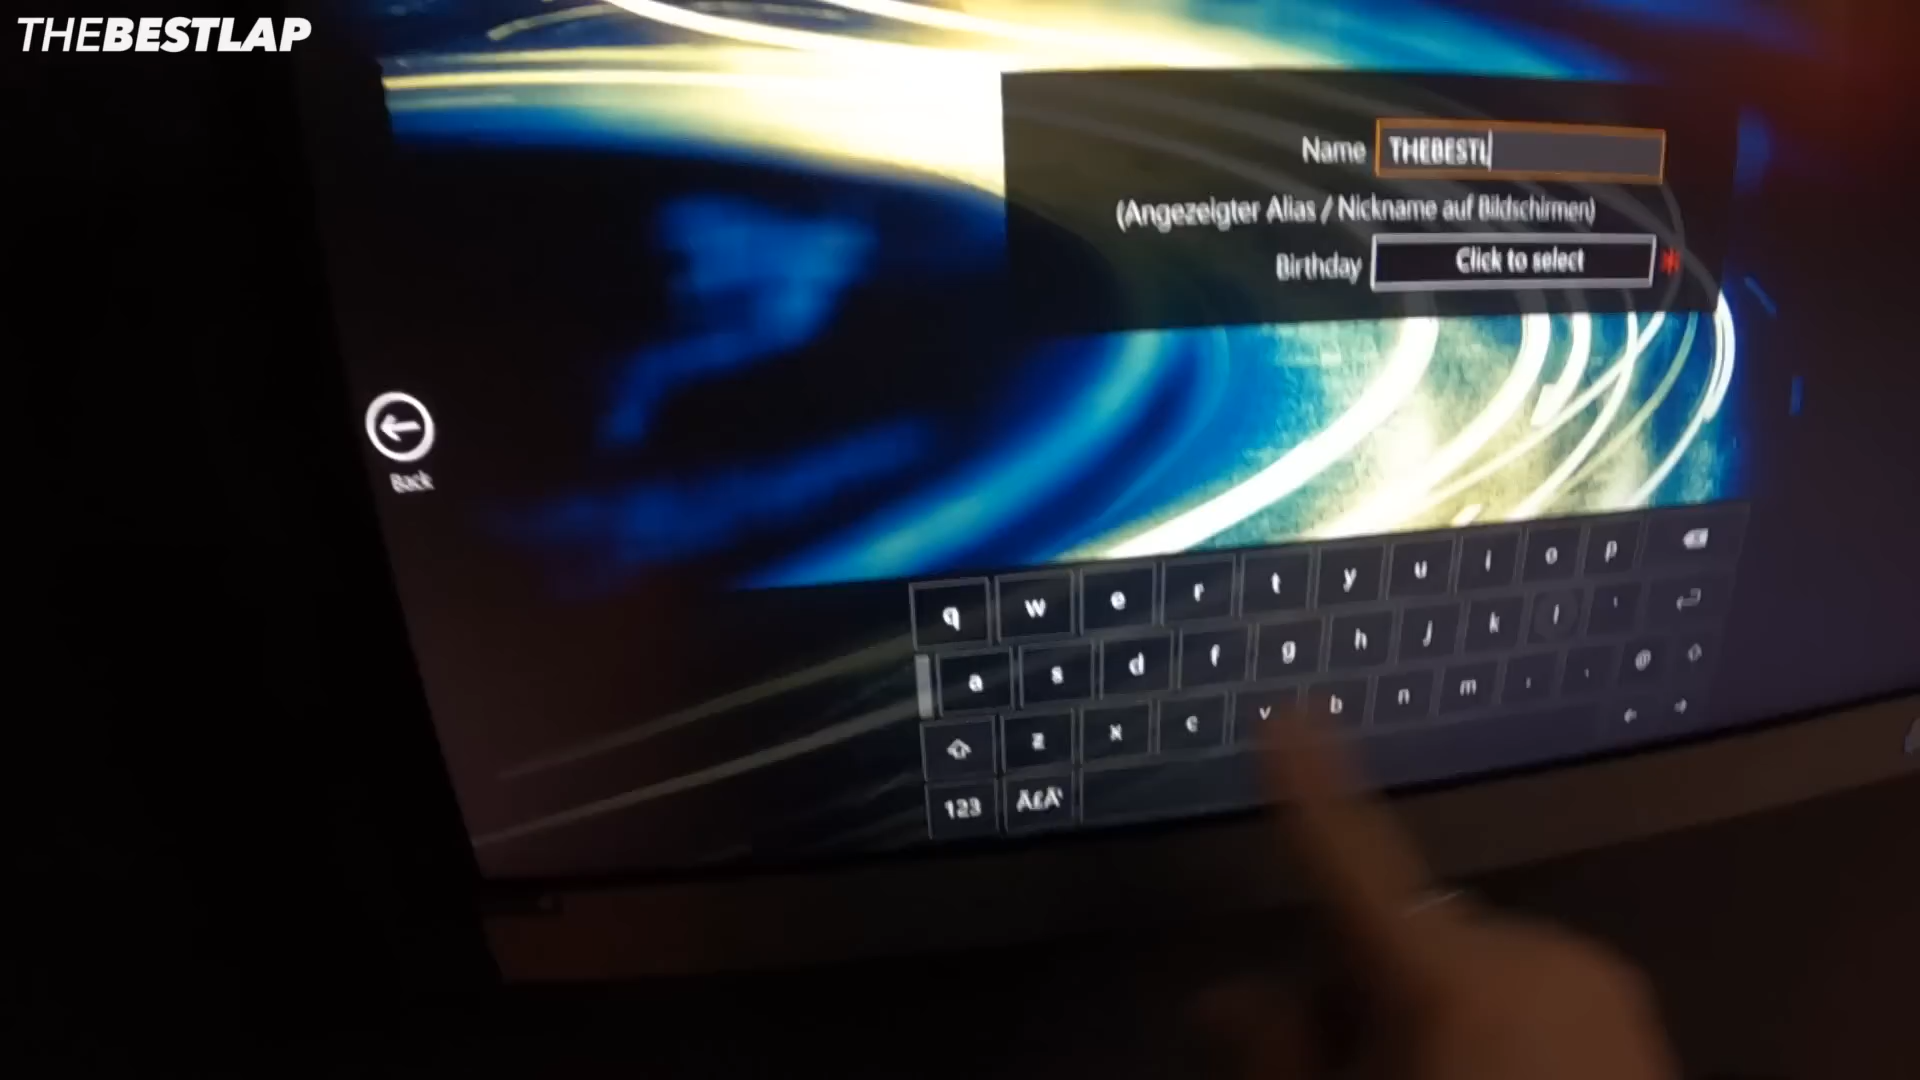 THEBESTLAP
Name THEBESTL
(Angezeigter Alias / Nickname auf Bildschirmen)
Birthday Click to select *
Back
q w e r t y u i o p
a s d f g h j k l '
z x c v b n m , . @
123